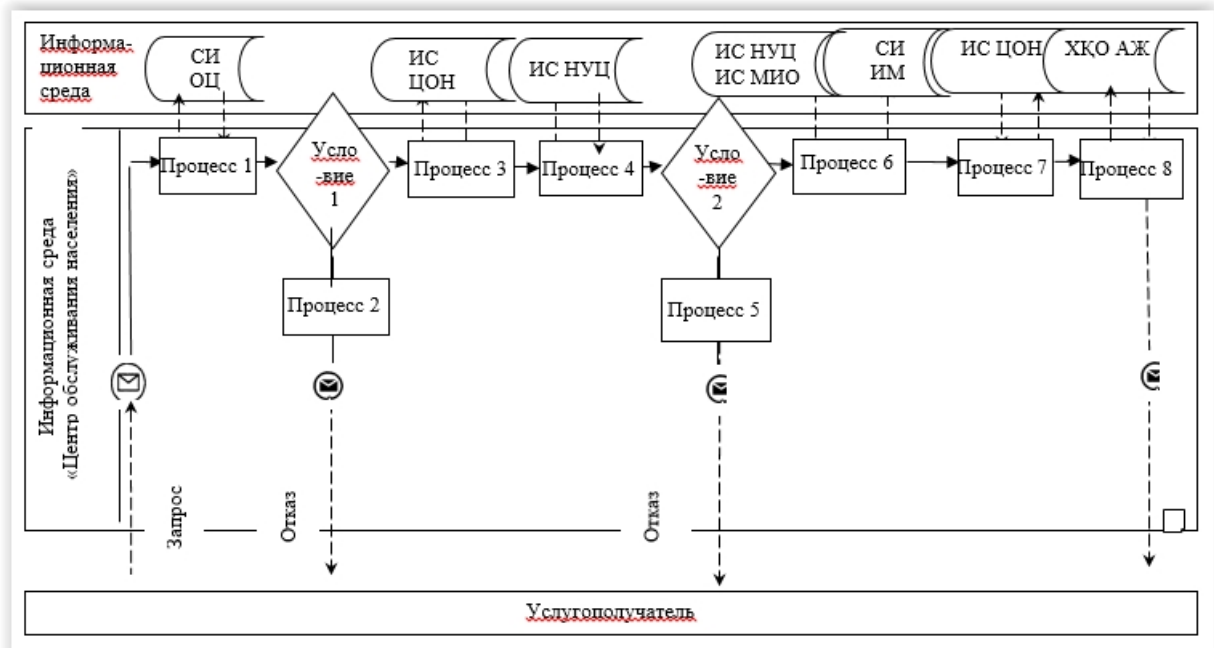 Информа-
ционная
среда
СИ
ОЦ
ИС
ЦОН
ИС НУЦ
ИС НУЦ
ИС МИО
СИ
ИМ
ИС ЦОН
ХҚО АЖ
Информационная среда
«Центр обслуживания населения»
Процесс 1
Усло
-вие
1
Процесс 3
Процесс 4
Усло
-вие
2
Процесс 6
Процесс 7
Процесс 8
Процесс 2
Процесс 5
Запрос
Отказ
Отказ
Услугополучатель